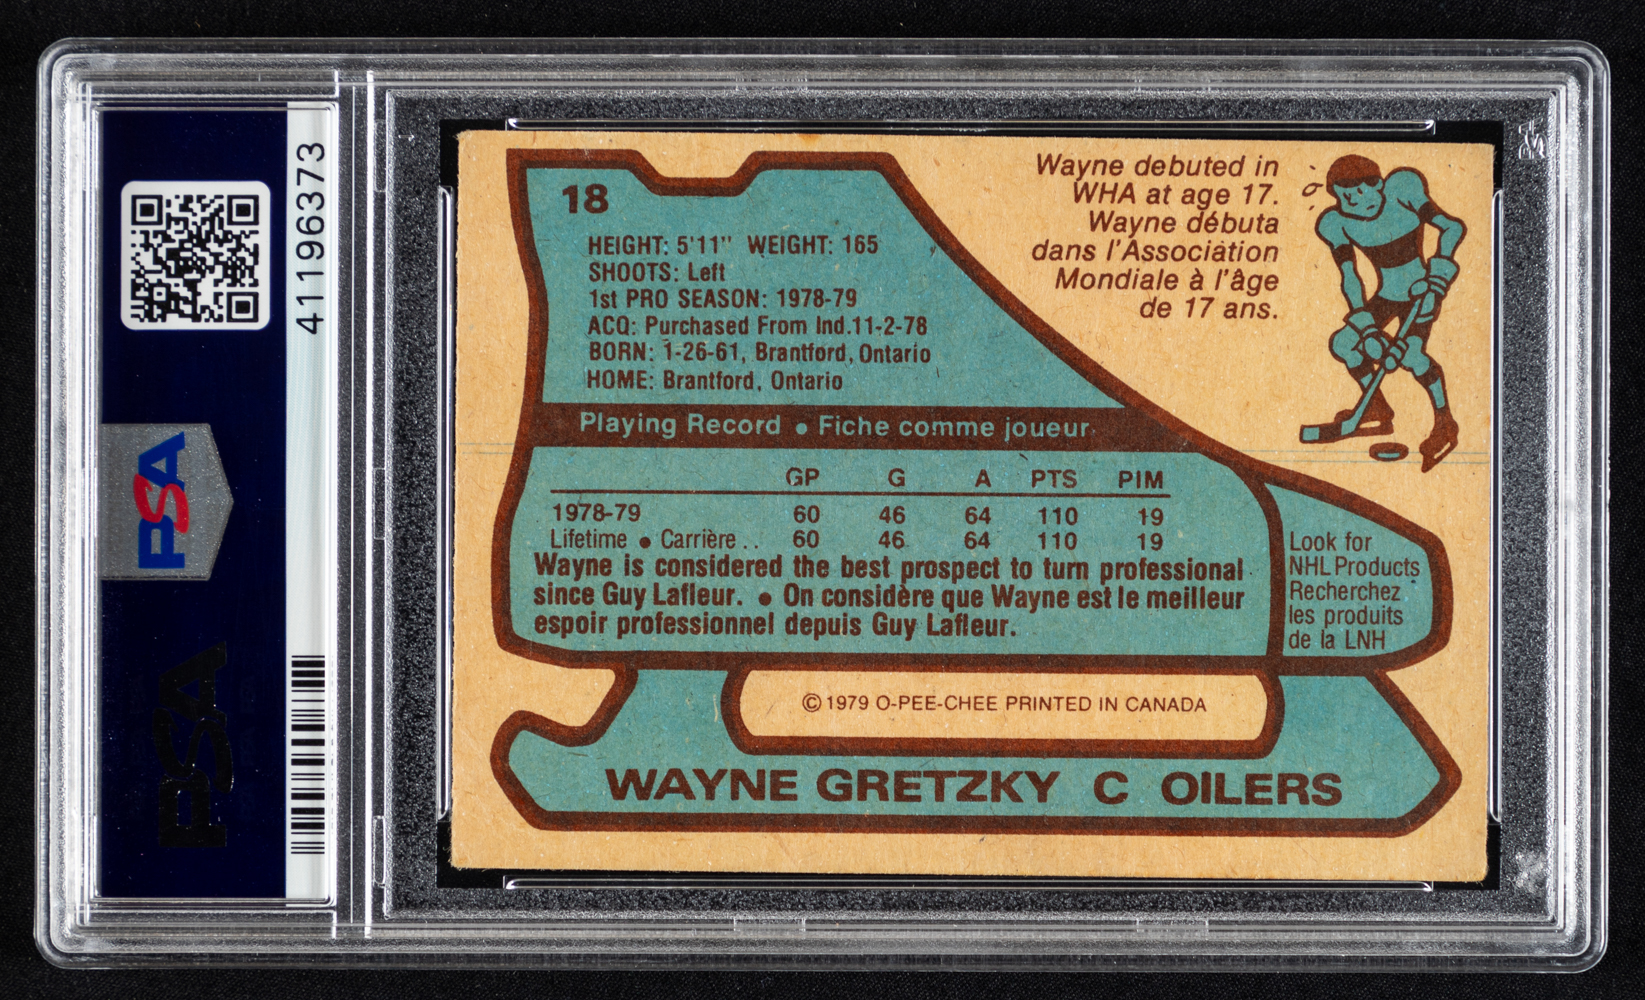 41196373
PSA
PSA
18
HEIGHT: 5'11" WEIGHT: 165
SHOOTS: Left
1st PRO SEASON: 1978-79
ACQ: Purchased From Ind.11-2-78
BORN: 1-26-61, Brantford, Ontario
HOME: Brantford, Ontario
Wayne debuted in
WHA at age 17.
Wayne débuta
dans l'Association
Mondiale à l'âge
de 17 ans.
Playing Record • Fiche comme joueur
GP G A PTS PIM
1978-79 60 46 64 110 19
Lifetime • Carrière .. 60 46 64 110 19
Wayne is considered the best prospect to turn professional
since Guy Lafleur. • On considère que Wayne est le meilleur
espoir professionnel depuis Guy Lafleur.
Look for
NHL Products
Recherchez
les produits
de la LNH
© 1979 O-PEE-CHEE PRINTED IN CANADA
WAYNE GRETZKY C OILERS